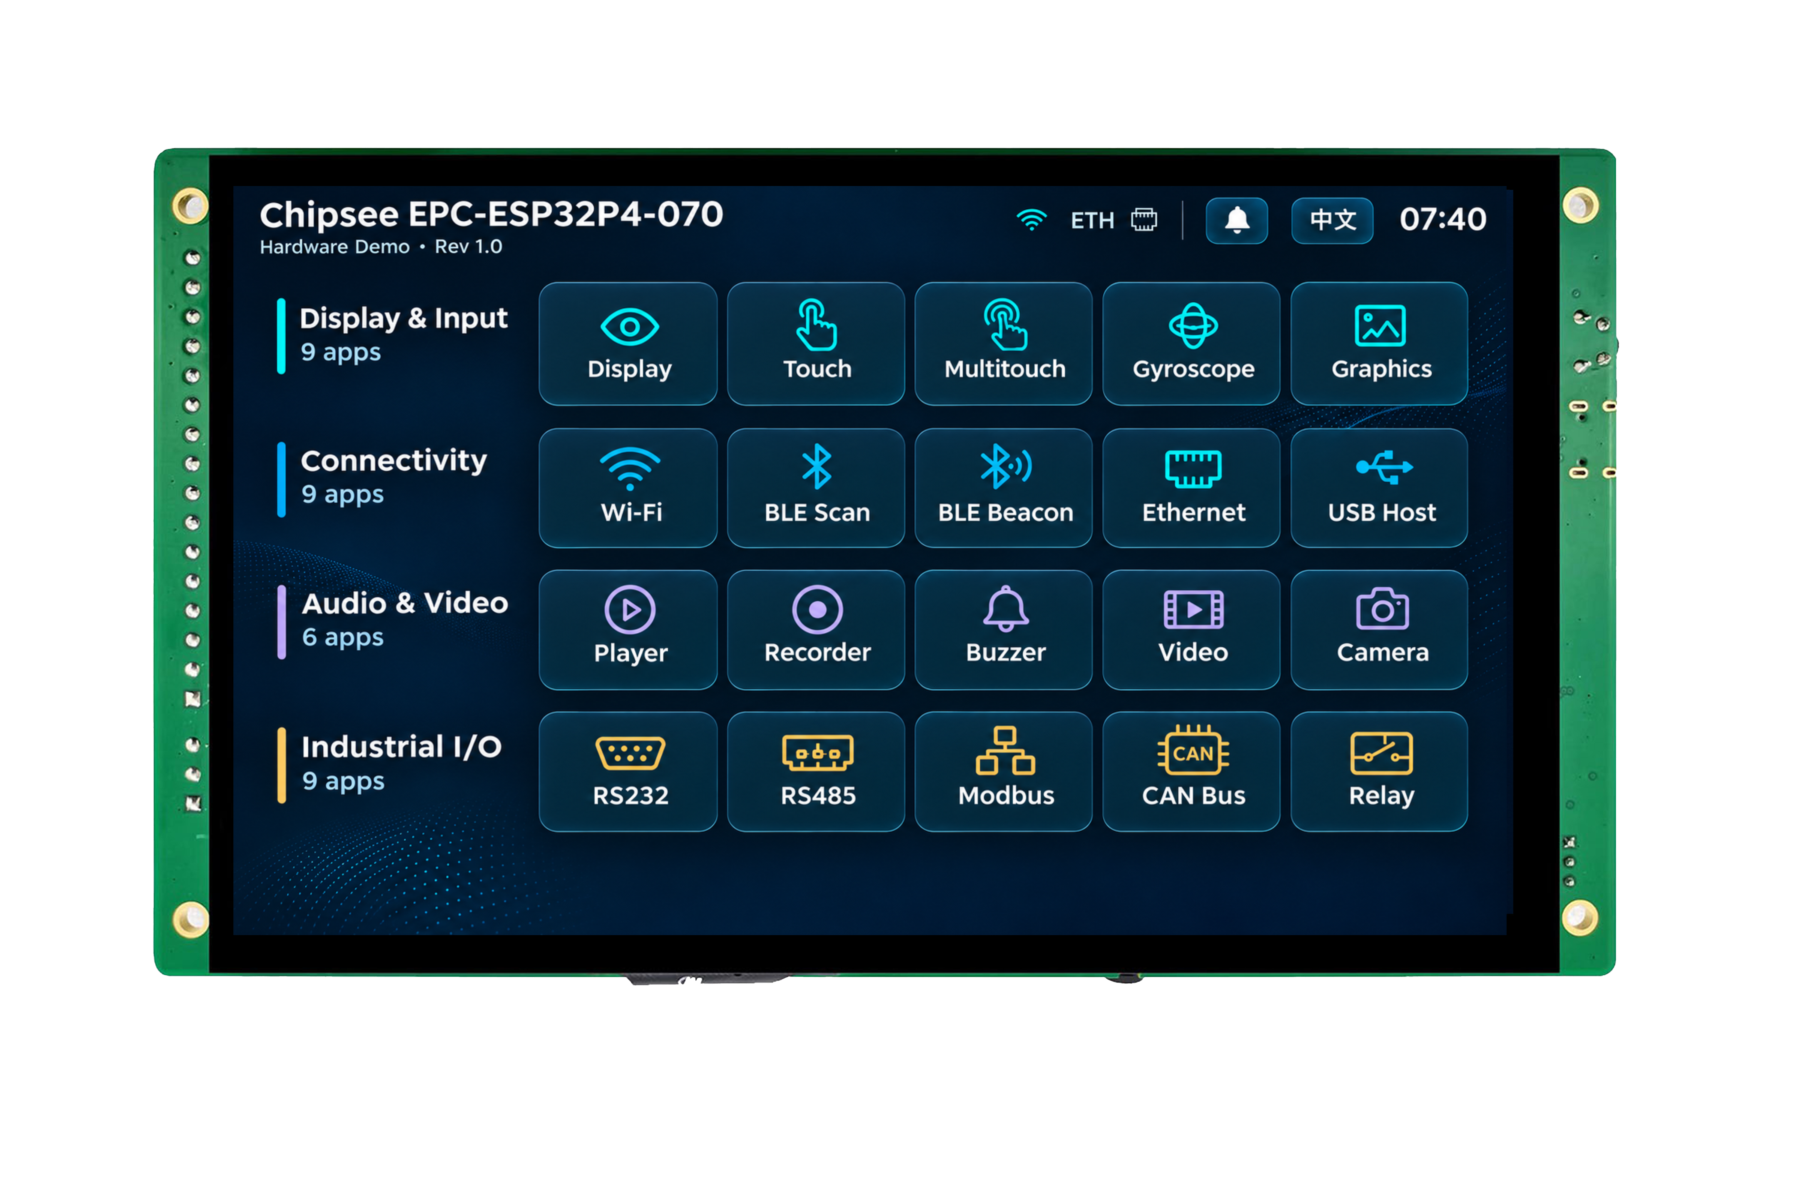 Chipsee EPC-ESP32P4-070
Hardware Demo • Rev 1.0
ETH
中文
07:40
Display & Input
9 apps
Display
Touch
Multitouch
Gyroscope
Graphics
Connectivity
9 apps
Wi-Fi
BLE Scan
BLE Beacon
Ethernet
USB Host
Audio & Video
6 apps
Player
Recorder
Buzzer
Video
Camera
Industrial I/O
9 apps
RS232
RS485
Modbus
CAN
CAN Bus
Relay